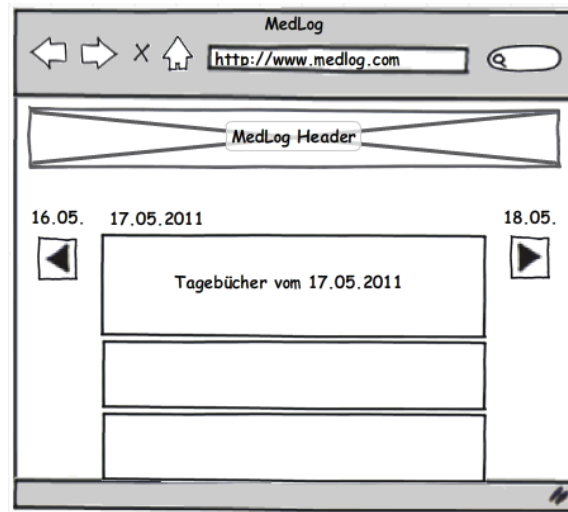 MedLog
http://www.medlog.com
MedLog Header
16.05. 17.05.2011 18.05.
Tagebücher vom 17.05.2011